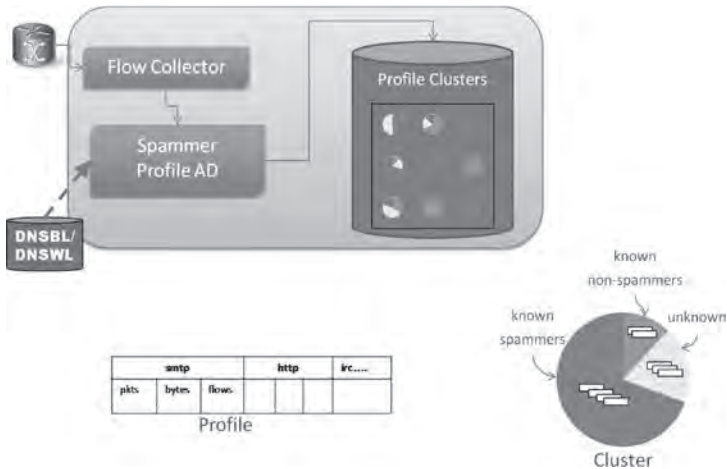 Flow Collector
Profile Clusters
Spammer
Profile AD
DNSBL/
DNSWL
known
non-spammers
known
spammers
unknown
smtp
http
irc....
pkts
bytes
flows
Profile
Cluster